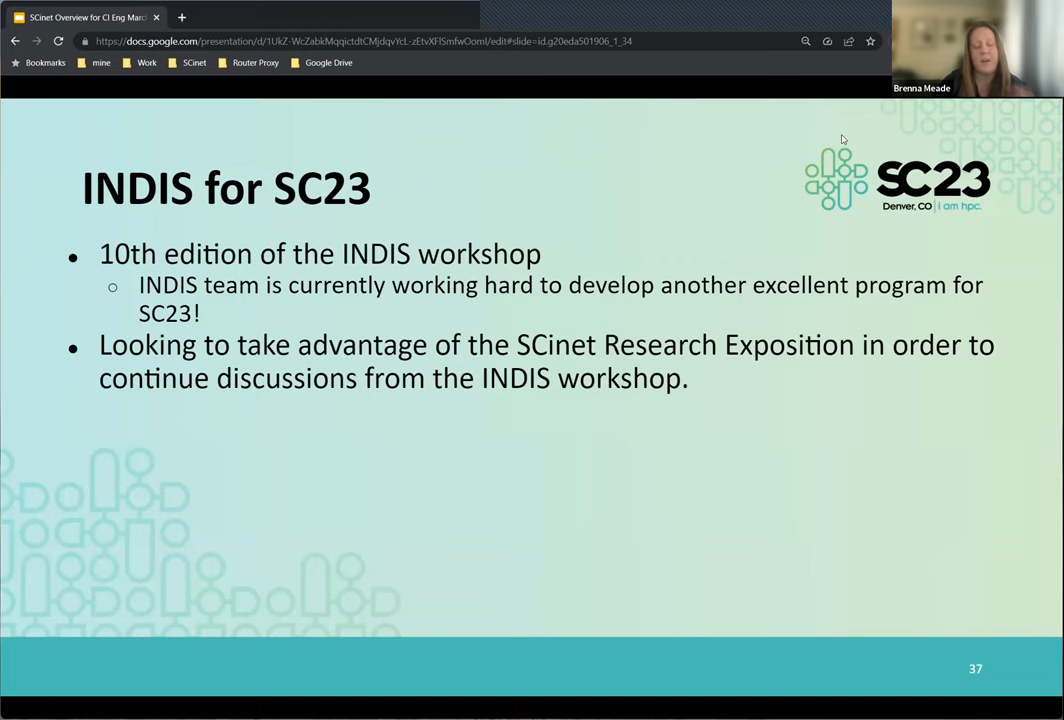 SCinet Overview for CI Eng Marc
https://docs.google.com/presentation/d/1UkZ-WcZabkMqqictdtCMjdqvYcL-zEtvXFlSmfwOomI/edit#slide=id.g20eda501906_1_34
Bookmarks mine Work SCinet Router Proxy Google Drive
Brenna Meade
SC23
Denver, CO | I am hpc.
INDIS for SC23
• 10th edition of the INDIS workshop
○ INDIS team is currently working hard to develop another excellent program for
SC23!
• Looking to take advantage of the SCinet Research Exposition in order to
continue discussions from the INDIS workshop.
37